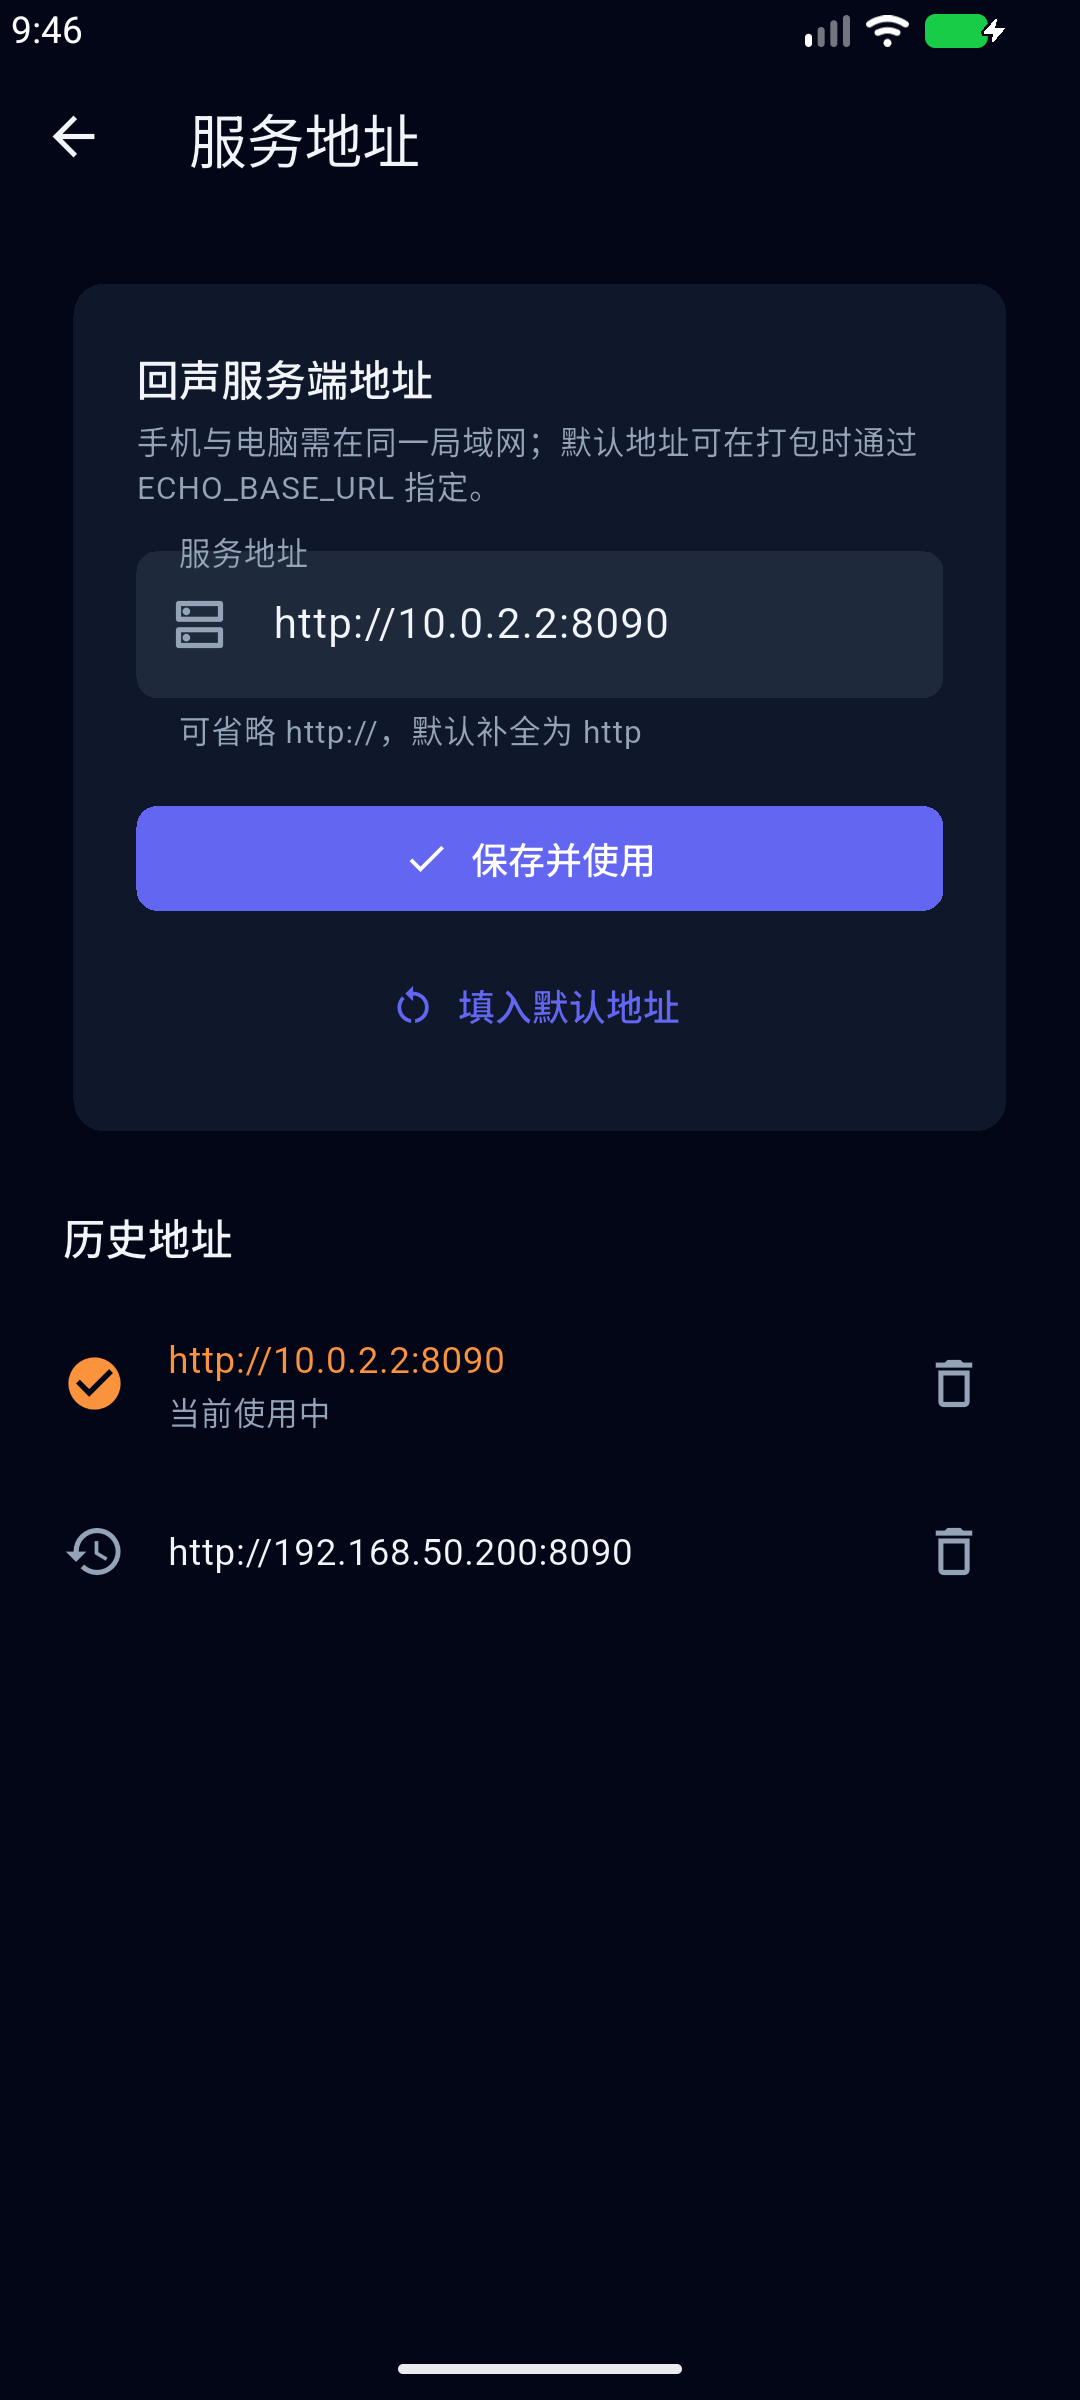 9:46
服务地址
回声服务端地址
手机与电脑需在同一局域网；默认地址可在打包时通过
ECHO_BASE_URL 指定。
服务地址
http://10.0.2.2:8090
可省略 http://，默认补全为 http
保存并使用
填入默认地址
历史地址
http://10.0.2.2:8090
当前使用中
http://192.168.50.200:8090